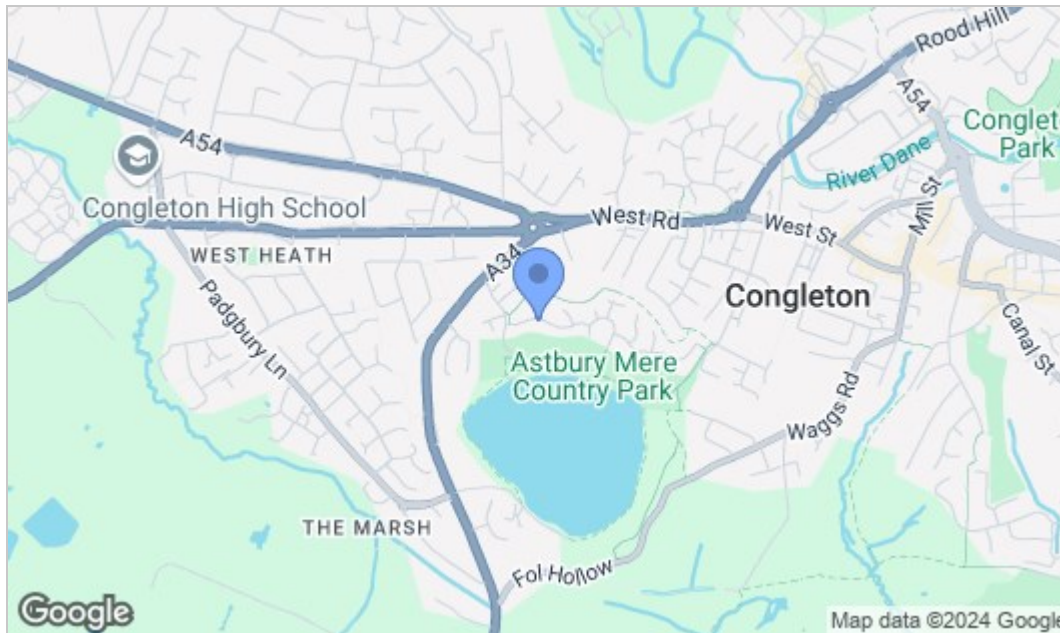 Rood Hill
A54
A54
Congleto
Park
River Dane
Mill St
Congleton High School
West Rd
West St
WEST HEATH
A34
Padgbury Ln
Congleton
Canal St
Astbury Mere
Country Park
Waggs Rd
THE MARSH
Fol Hollow
Google
Map data ©2024 Google